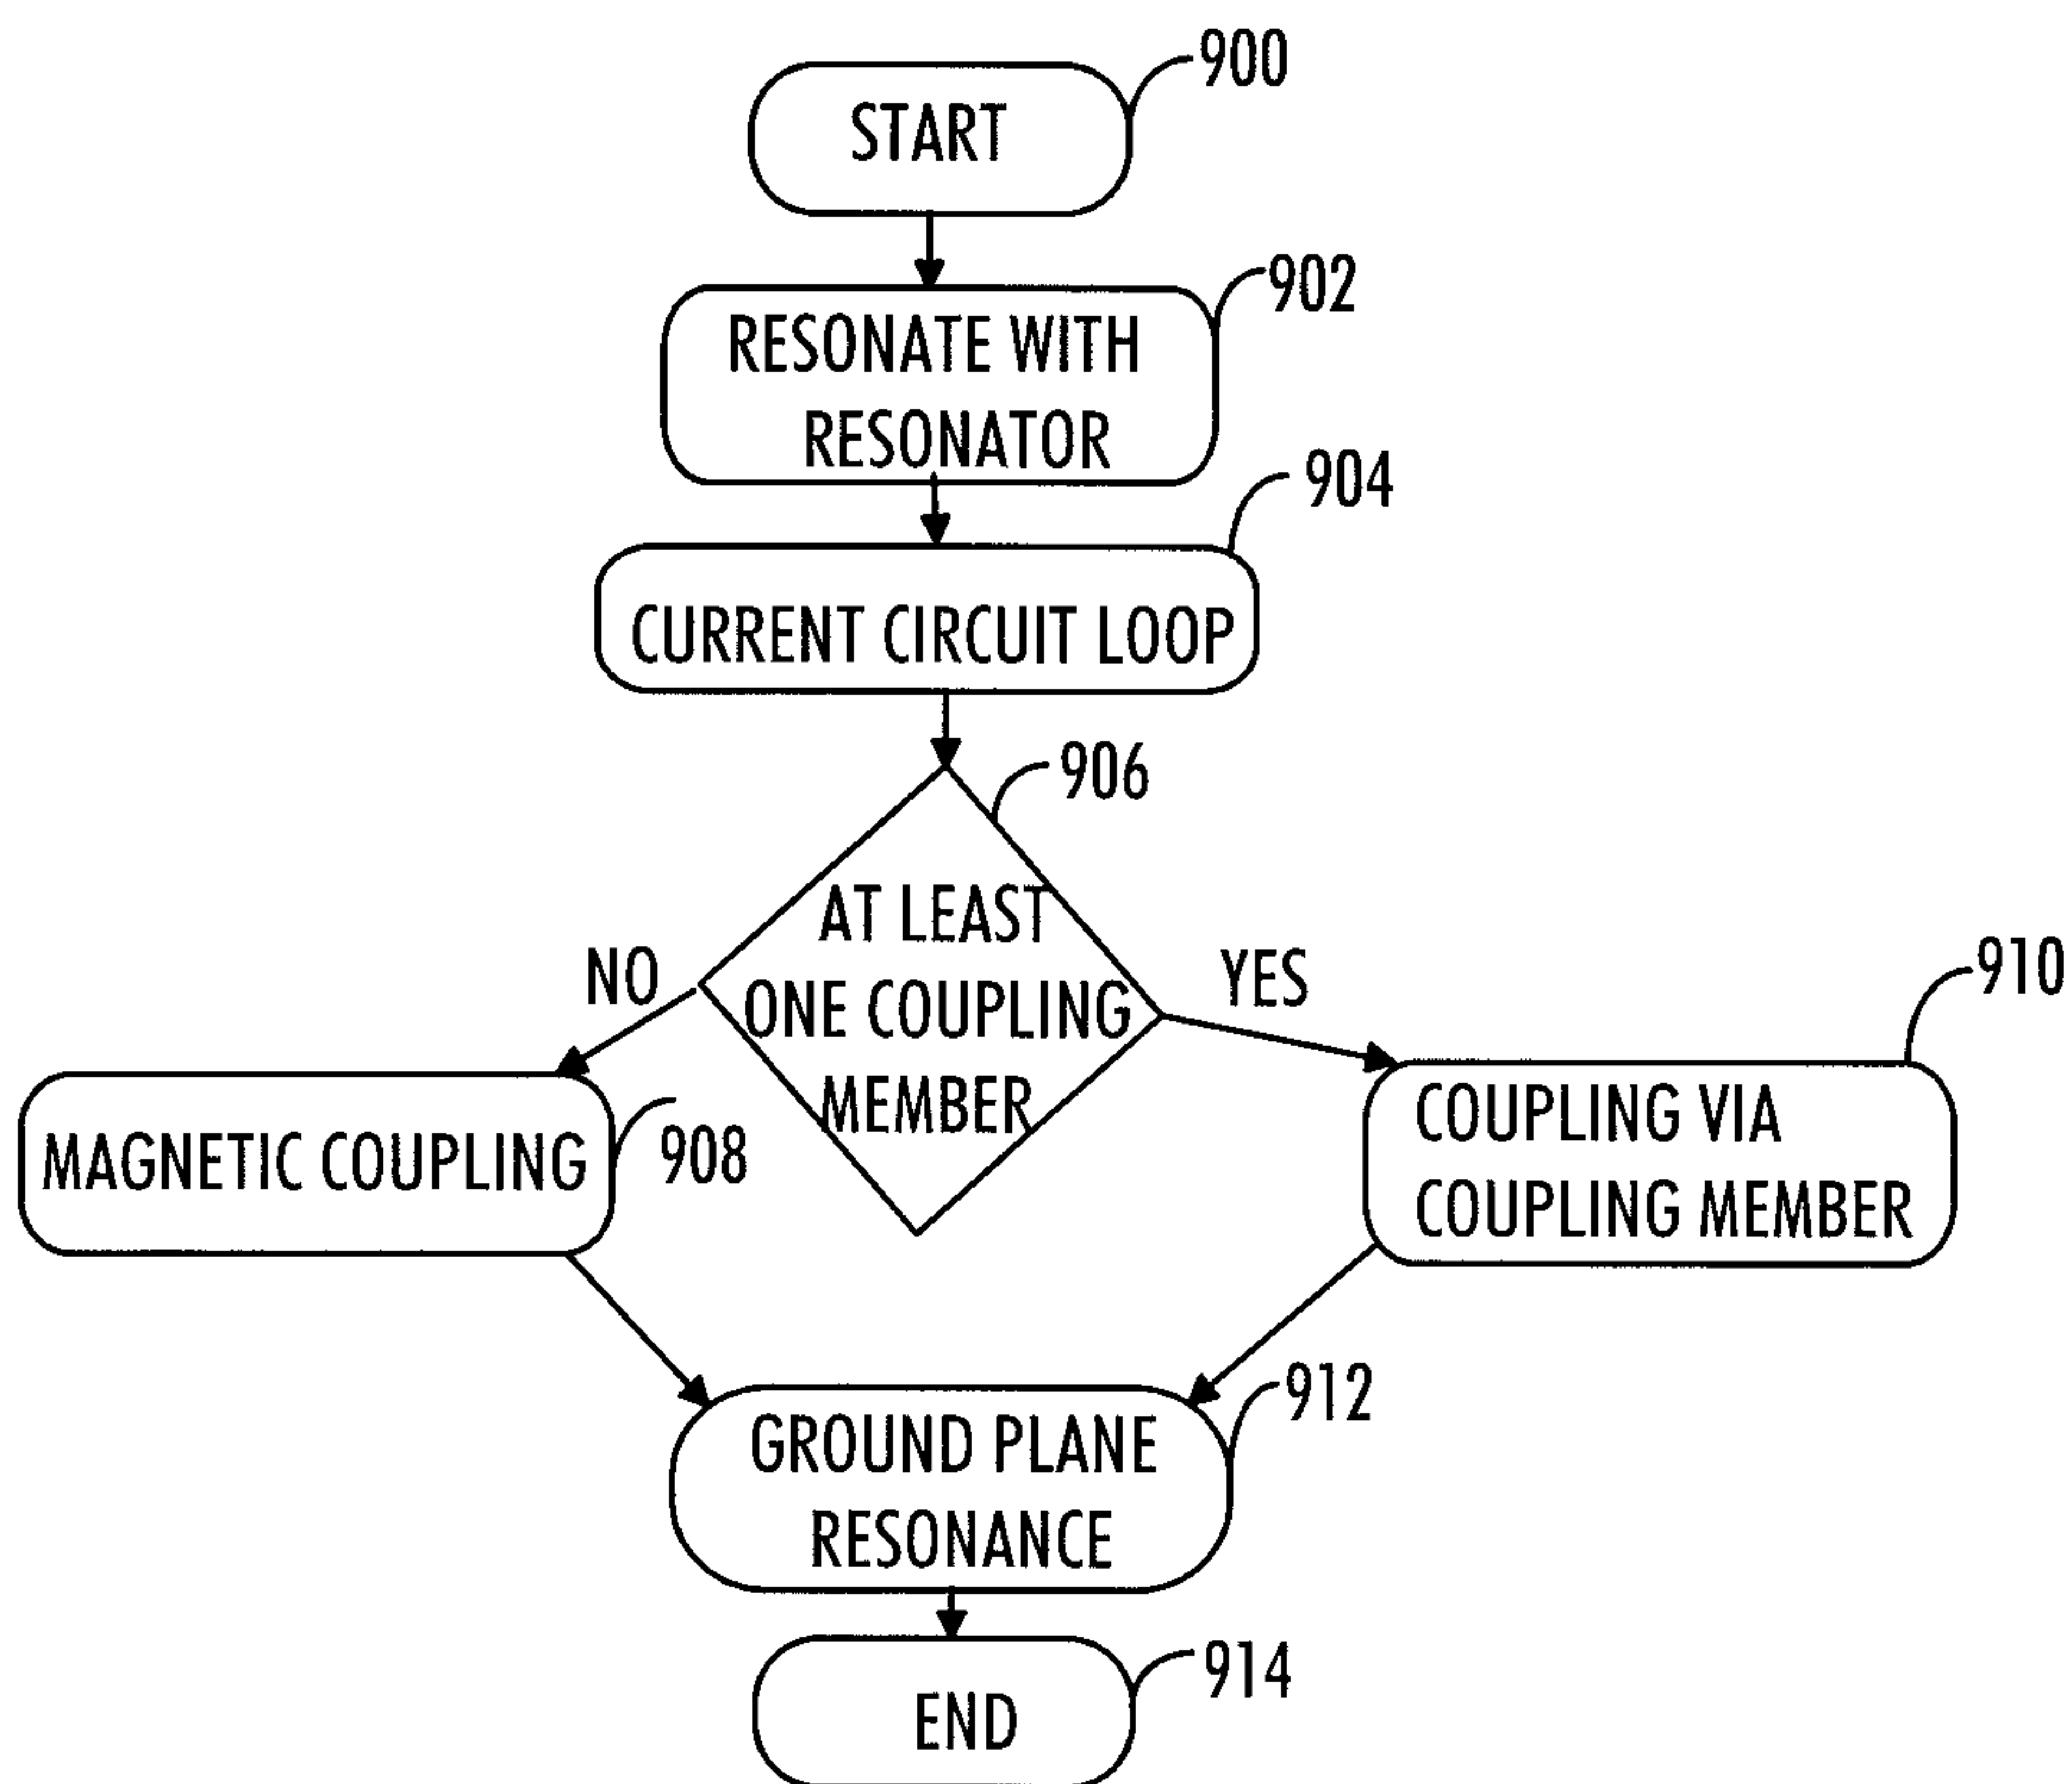 900
START
902
RESONATE WITH
RESONATOR
904
CURRENT CIRCUIT LOOP
906
AT LEAST
ONE COUPLING
MEMBER
NO
YES
910
MAGNETIC COUPLING
908
COUPLING VIA
COUPLING MEMBER
912
GROUND PLANE
RESONANCE
914
END